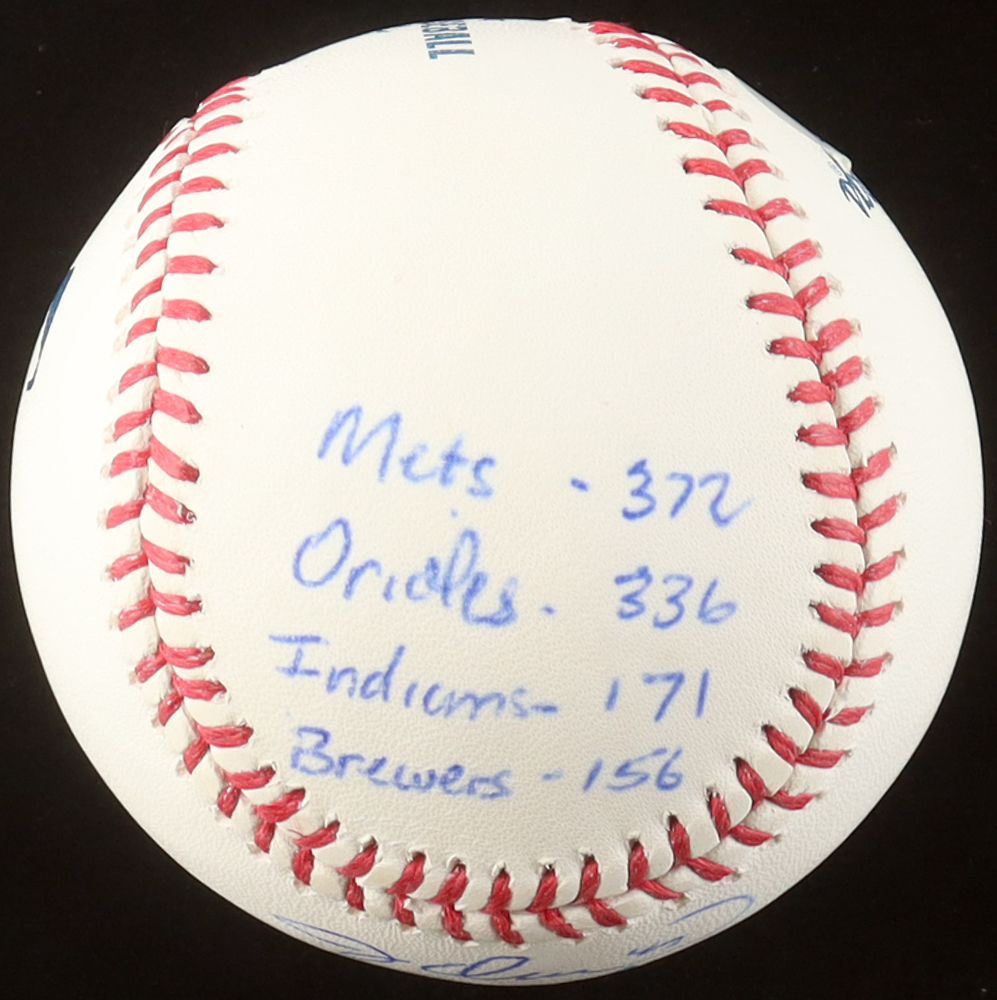 Mets - 372
Orioles - 336
Indians - 171
Brewers - 156